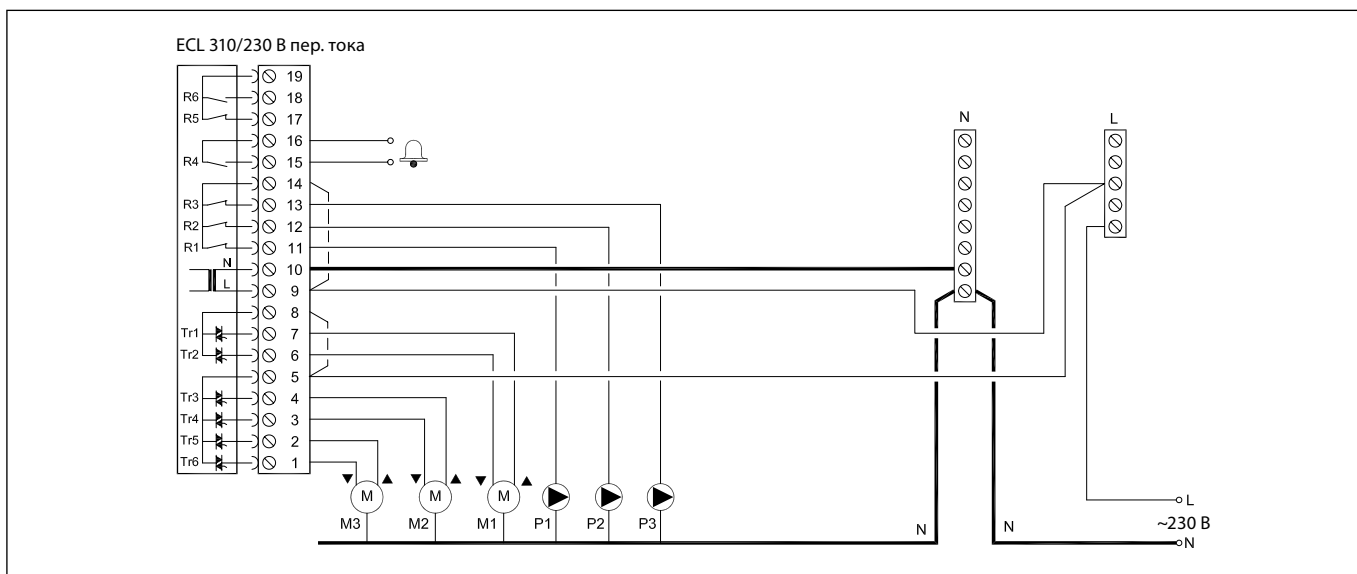 ECL 310/230 В пер. тока
19
R6 18
R5 17
16
R4 15
14
R3 13
R2 12
R1 11
N 10
L 9
8
Tr1 7
Tr2 6
5
Tr3 4
Tr4 3
Tr5 2
Tr6 1
N L
M M M
M3 M2 M1 P1 P2 P3
N N
L
~230 В
N